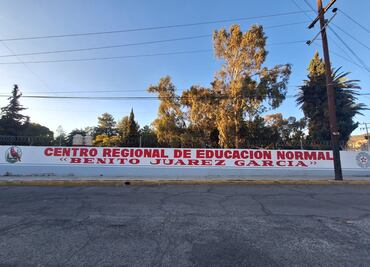 CENTRO REGIONAL DE EDUCACION NORMAL
"BENITO JUAREZ GARCIA"